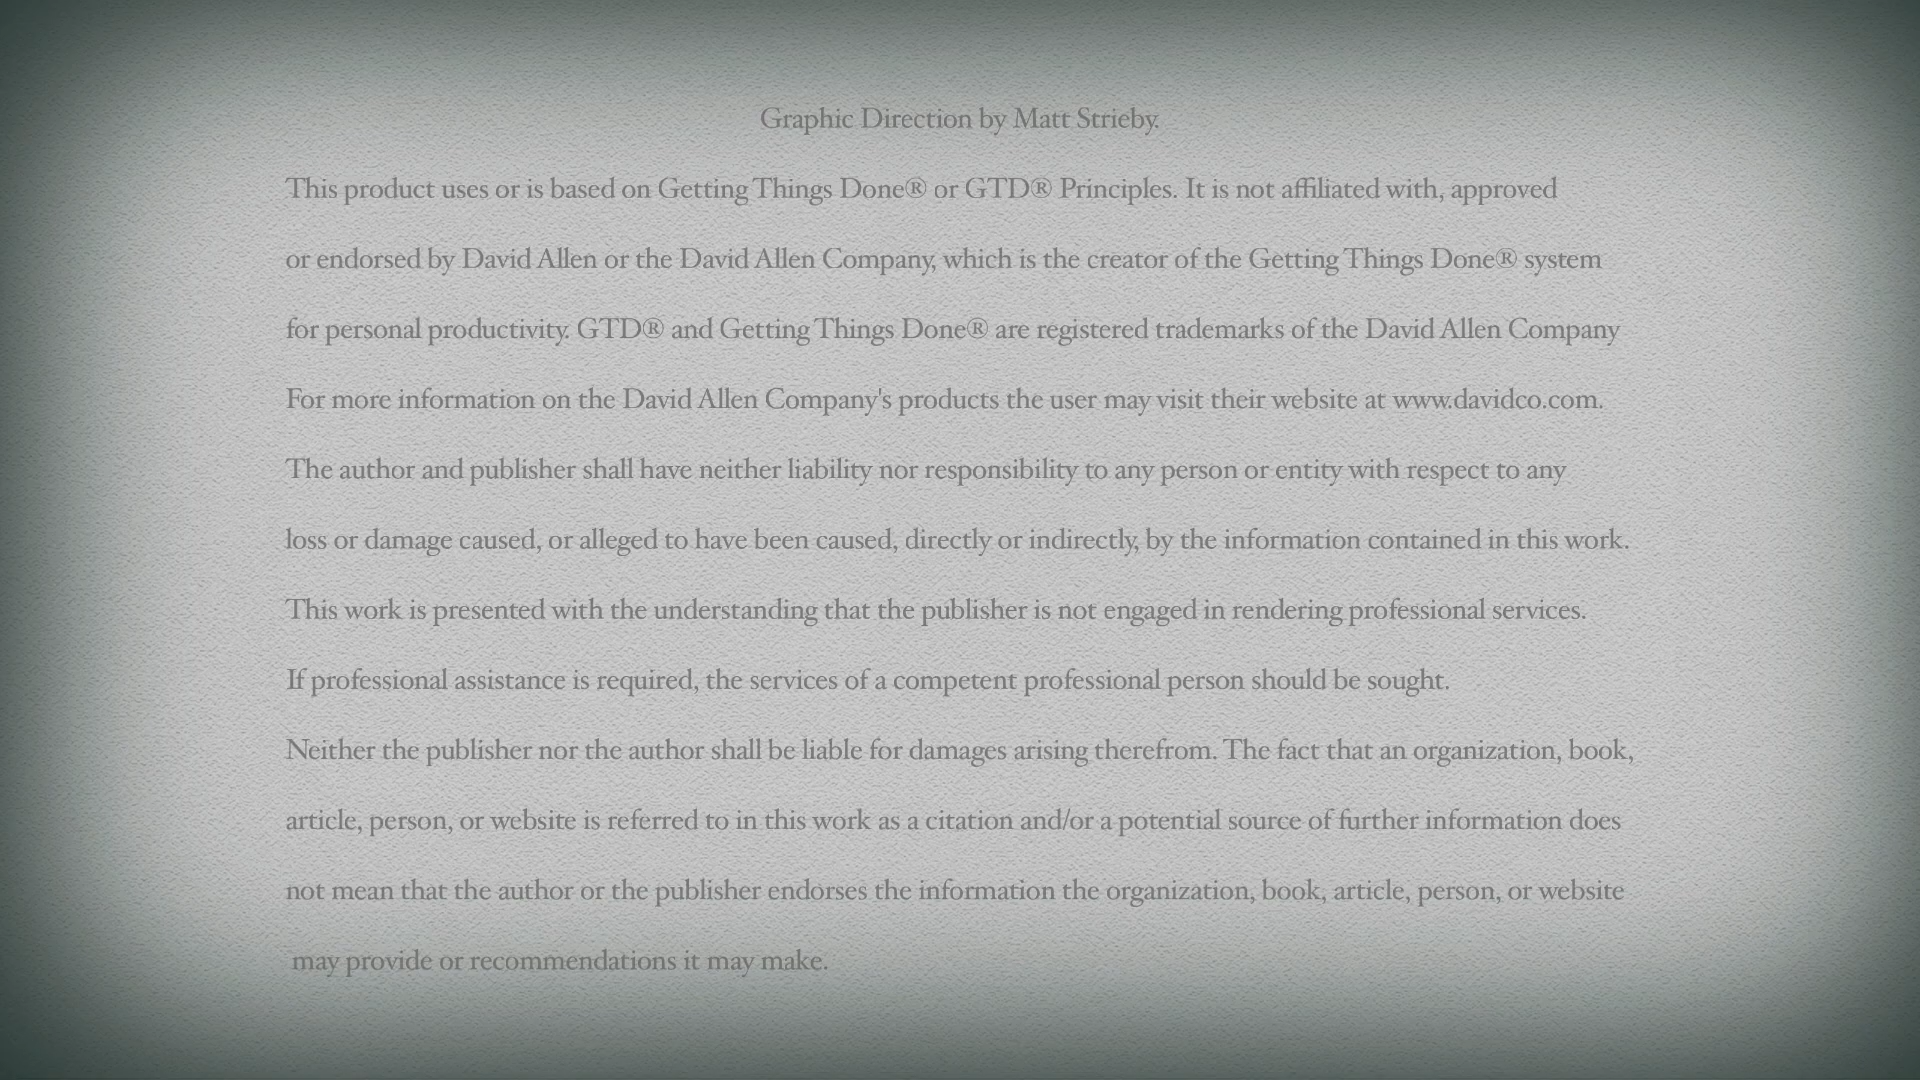 Graphic Direction by Matt Strieby.
This product uses or is based on Getting Things Done® or GTD® Principles. It is not affiliated with, approved
or endorsed by David Allen or the David Allen Company, which is the creator of the Getting Things Done® system
for personal productivity. GTD® and Getting Things Done® are registered trademarks of the David Allen Company
For more information on the David Allen Company's products the user may visit their website at www.davidco.com.
The author and publisher shall have neither liability nor responsibility to any person or entity with respect to any
loss or damage caused, or alleged to have been caused, directly or indirectly, by the information contained in this work.
This work is presented with the understanding that the publisher is not engaged in rendering professional services.
If professional assistance is required, the services of a competent professional person should be sought.
Neither the publisher nor the author shall be liable for damages arising therefrom. The fact that an organization, book,
article, person, or website is referred to in this work as a citation and/or a potential source of further information does
not mean that the author or the publisher endorses the information the organization, book, article, person, or website
may provide or recommendations it may make.